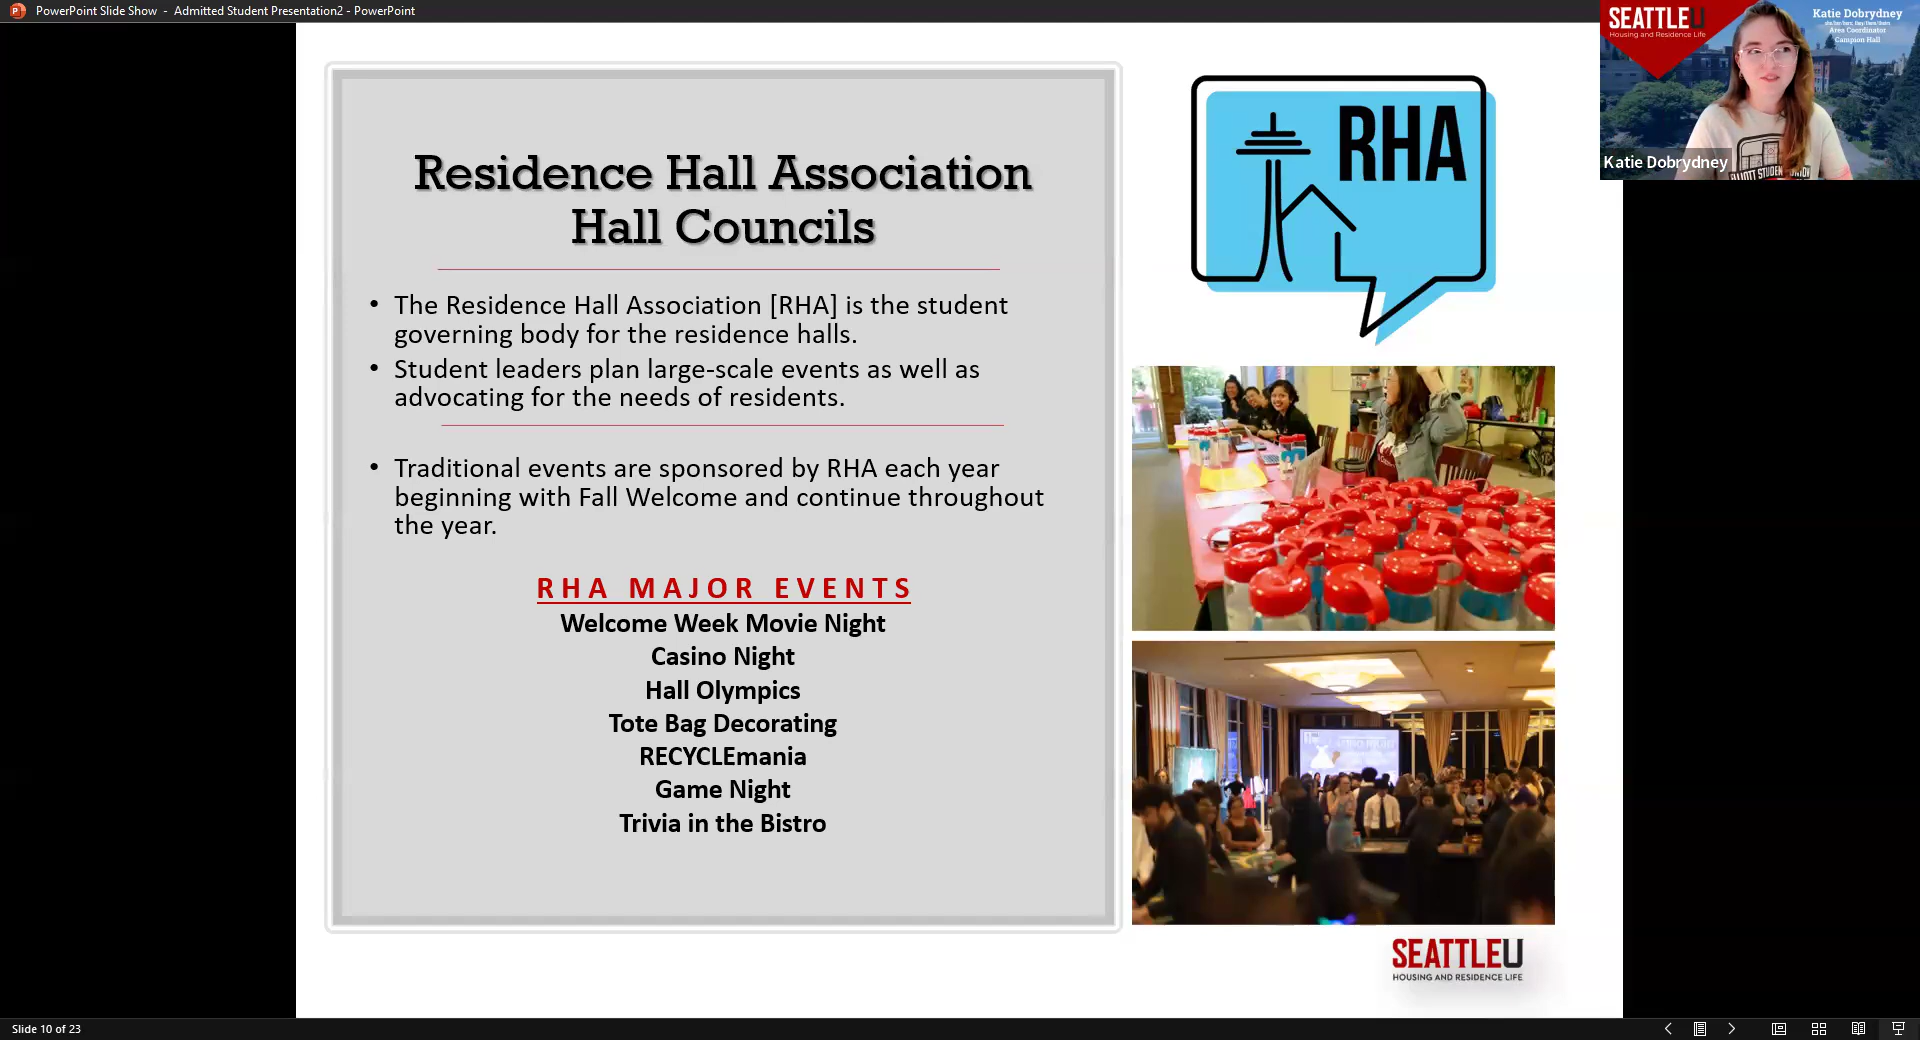 PowerPoint Slide Show - Admitted Student Presentation2 - PowerPoint
SEATTLEU
Housing and Residence Life
Katie Dobrydney
Area Coordinator
Campion Hall
Katie Dobrydney
Residence Hall Association
Hall Councils
• The Residence Hall Association [RHA] is the student
governing body for the residence halls.
• Student leaders plan large-scale events as well as
advocating for the needs of residents.
• Traditional events are sponsored by RHA each year
beginning with Fall Welcome and continue throughout
the year.
RHA MAJOR EVENTS
Welcome Week Movie Night
Casino Night
Hall Olympics
Tote Bag Decorating
RECYCLEmania
Game Night
Trivia in the Bistro
RHA
SEATTLEU
HOUSING AND RESIDENCE LIFE
Slide 10 of 23